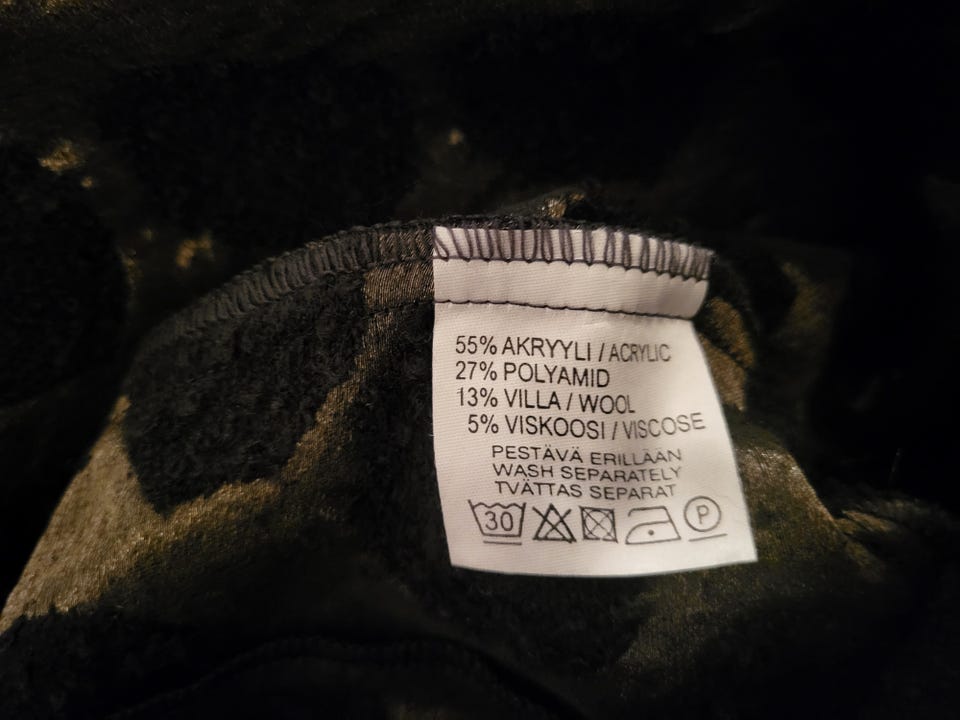 55% AKRYYLI / ACRYLIC
27% POLYAMID
13% VILLA / WOOL
5% VISKOOSI / VISCOSE
PESTÄVÄ ERILLÄÄN
WASH SEPARATELY
TVÄTTAS SEPARAT
30 P